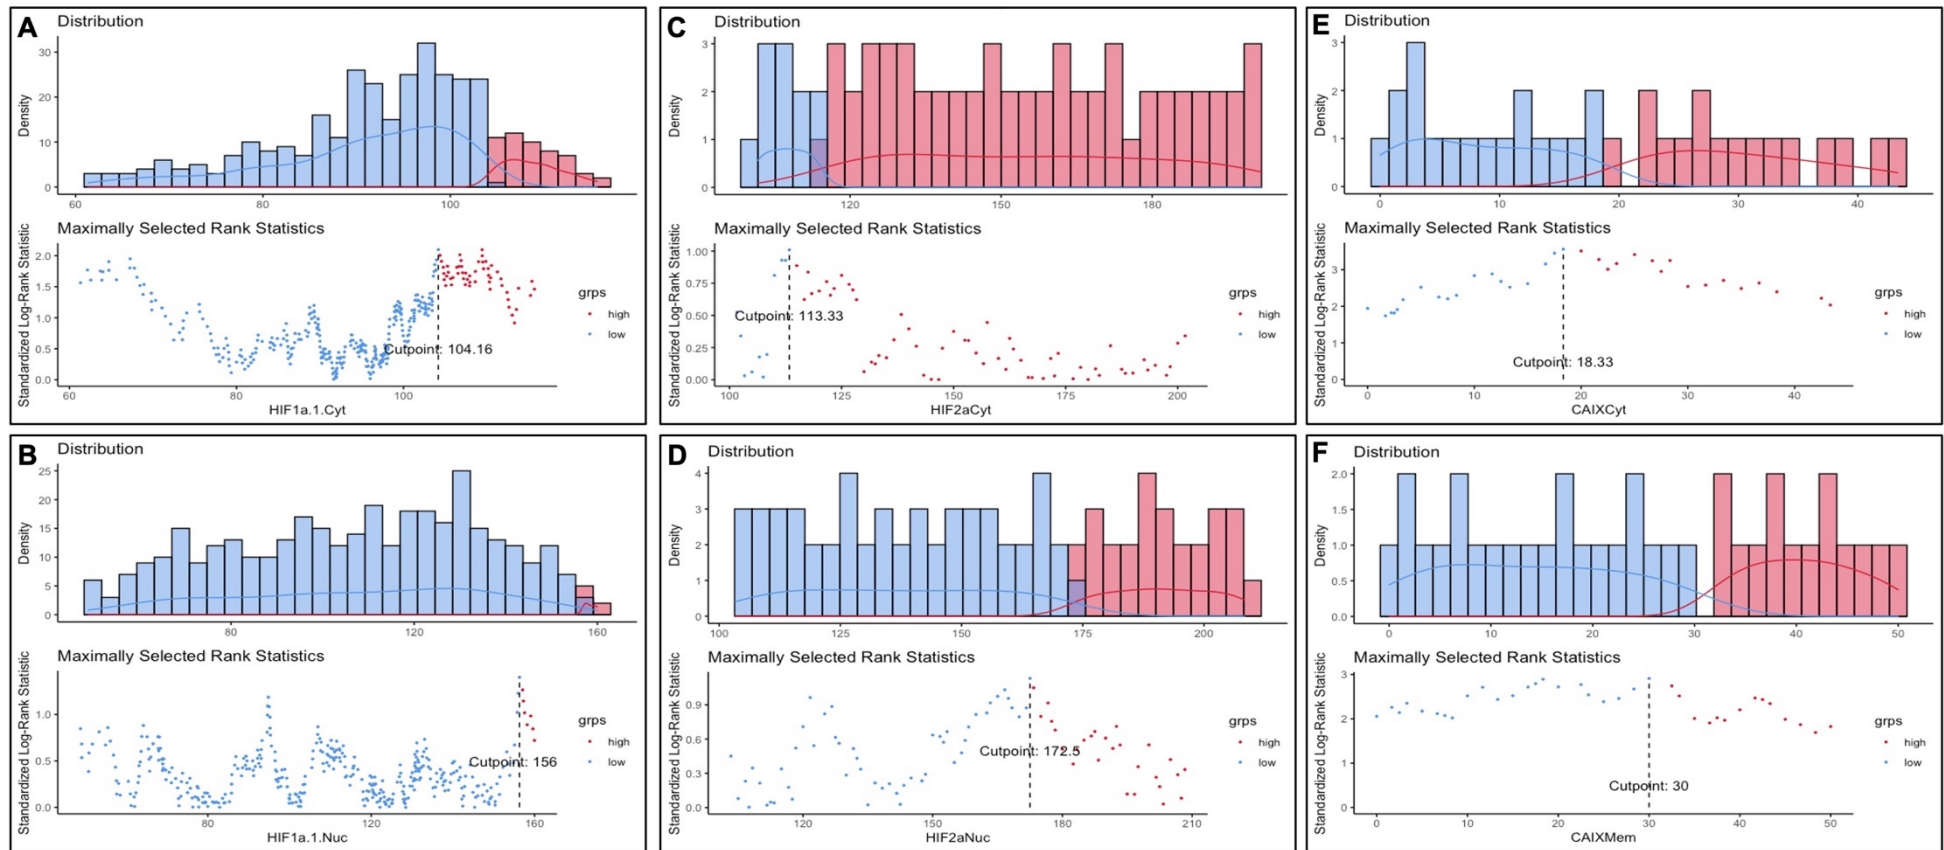 A
Distribution
Density
30
20
10
0
60 80 100
Maximally Selected Rank Statistics
Standardized Log-Rank Statistic
2.0
1.5
1.0
0.5
0.0
Cutpoint: 104.16
60 80 100
HIF1a.1.Cyt
grps
high
low
C
Distribution
Density
3
2
1
0
120 150 180
Maximally Selected Rank Statistics
Standardized Log-Rank Statistic
1.00
0.75
0.50
0.25
0.00
Cutpoint: 113.33
100 125 150 175 200
HIF2aCyt
grps
high
low
E
Distribution
Density
3
2
1
0
0 10 20 30 40
Maximally Selected Rank Statistics
Standardized Log-Rank Statistic
3
2
1
0
Cutpoint: 18.33
0 10 20 30 40
CAIXCyt
grps
high
low
B
Distribution
Density
25
20
15
10
5
0
80 120 160
Maximally Selected Rank Statistics
Standardized Log-Rank Statistic
1.0
0.5
0.0
Cutpoint: 156
80 120 160
HIF1a.1.Nuc
grps
high
low
D
Distribution
Density
4
3
2
1
0
100 125 150 175 200
Maximally Selected Rank Statistics
Standardized Log-Rank Statistic
0.9
0.6
0.3
0.0
Cutpoint: 172.5
120 150 180 210
HIF2aNuc
grps
high
low
F
Distribution
Density
2.0
1.5
1.0
0.5
0.0
0 10 20 30 40 50
Maximally Selected Rank Statistics
Standardized Log-Rank Statistic
3
2
1
0
Cutpoint: 30
0 10 20 30 40 50
CAIXMem
grps
high
low